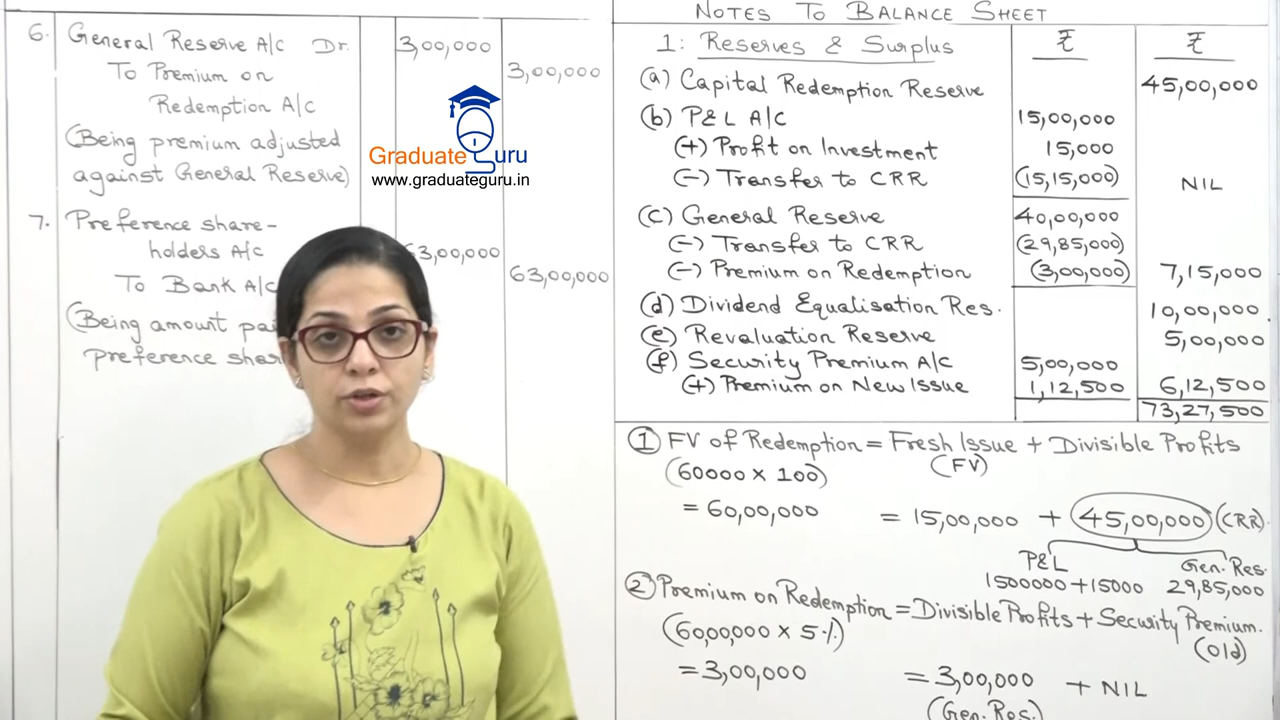 6. General Reserve A/c Dr. 3,00,000
To Premium on 3,00,000
Redemption A/c
(Being premium adjusted
against General Reserve)
7. Preference share-
holders A/c 63,00,000
To Bank A/c 63,00,000
(Being amount
preference
Graduate Guru
www.graduateguru.in
NOTES TO BALANCE SHEET
1: Reserves & Surplus ₹ ₹
(a) Capital Redemption Reserve 45,00,000
(b) P&L A/C 15,00,000
(+) Profit on Investment 15,000
(-) Transfer to CRR (15,15,000) NIL
(c) General Reserve 40,00,000
(-) Transfer to CRR (29,85,000)
(-) Premium on Redemption (3,00,000) 7,15,000
(d) Dividend Equalisation Res. 10,00,000
(e) Revaluation Reserve 5,00,000
(f) Security Premium A/C 5,00,000
(+) Premium on New Issue 1,12,500 6,12,500
73,27,500
① FV of Redemption = Fresh Issue + Divisible Profits
(60000 × 100) (FV)
= 60,00,000 = 15,00,000 + 45,00,000 (CRR)
P&L Gen. Res.
1500000 + 15000 29,85,000
② Premium on Redemption = Divisible Profits + Security Premium.
(60,00,000 × 5%) (Old)
= 3,00,000 = 3,00,000 + NIL
(Gen. Res.)